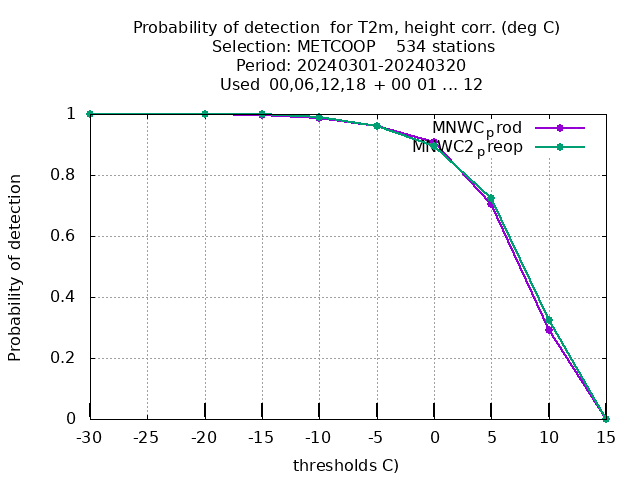 Probability of detection  for T2m, height corr. (deg C)
Selection: METCOOP    534 stations
Period: 20240301-20240320
Used  00,06,12,18  + 00 01 ... 12
MNWCprod
MNWC2preop
Probability of detection
1
0.8
0.6
0.4
0.2
0
-30 -25 -20 -15 -10 -5 0 5 10 15
thresholds C)